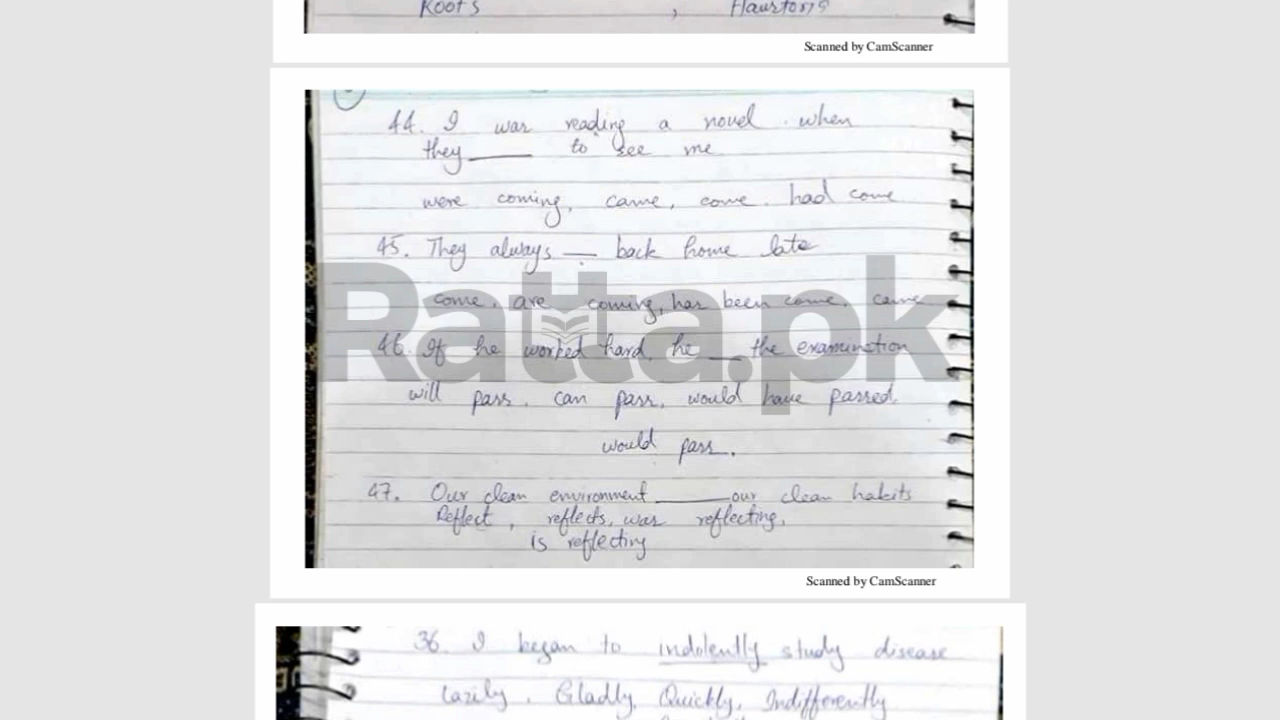 Roots , Haustoria
Scanned by CamScanner
44. I was reading a novel. when
they ____ to see me
were coming, came, come. had come
45. They always __ back home late
come, are coming, has been come, came
Ratta.pk
46. If he worked hard, he __ the examination
will pass, can pass, would have passed,
would pass.
47. Our clean environment ____ our clean habits
Reflect, reflects, was reflecting,
is reflecting
Scanned by CamScanner
36. I began to indolently study disease
Lazily, Gladly, Quickly, Indifferently